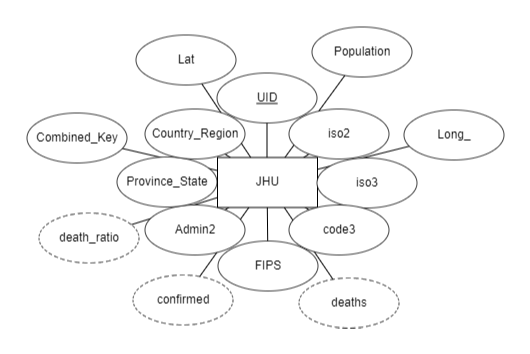 Population
Lat
UID
Country_Region
iso2
Combined_Key
Long_
Province_State
JHU
iso3
death_ratio
Admin2
code3
FIPS
confirmed
deaths